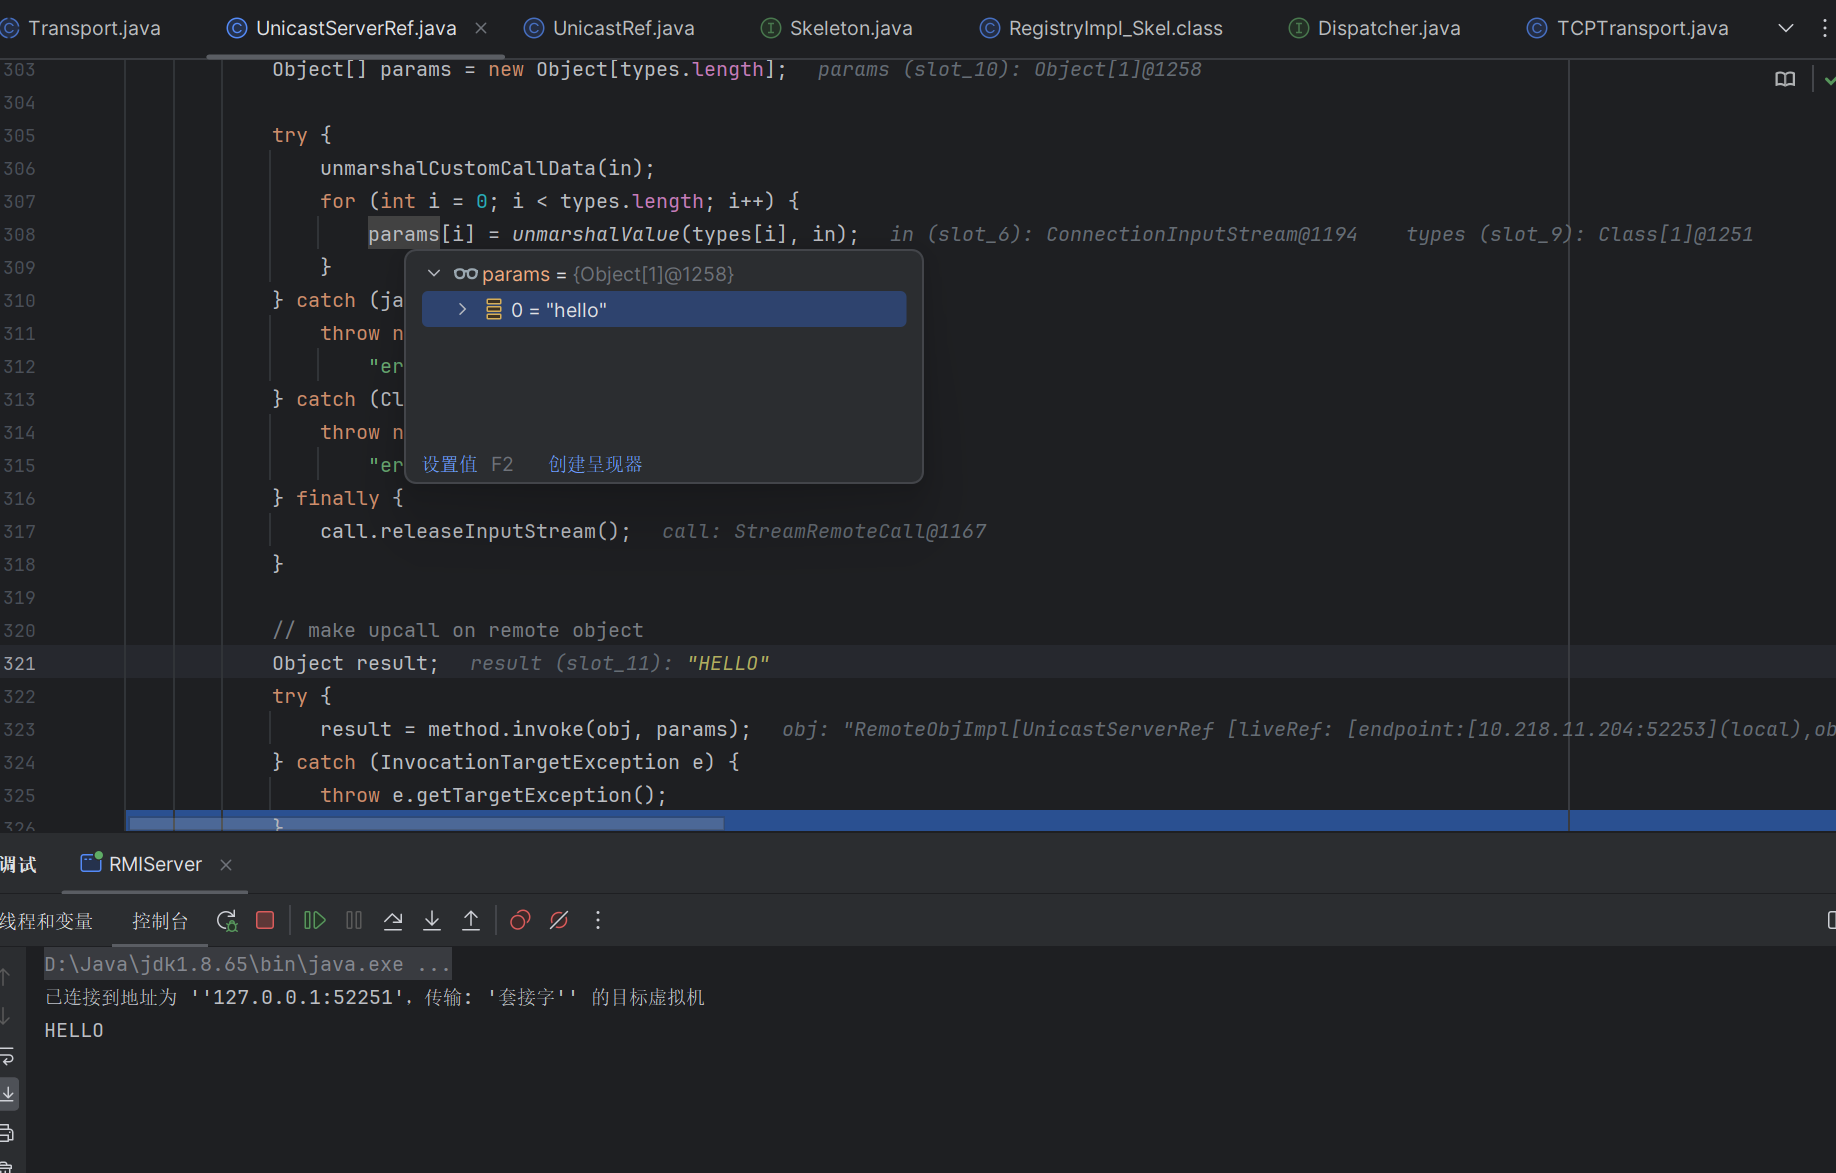 Transport.java UnicastServerRef.java UnicastRef.java Skeleton.java RegistryImpl_Skel.class Dispatcher.java TCPTransport.java
303 Object[] params = new Object[types.length]; params (slot_10): Object[1]@1258
304
305 try {
306 unmarshalCustomCallData(in);
307 for (int i = 0; i < types.length; i++) {
308 params[i] = unmarshalValue(types[i], in); in (slot_6): ConnectionInputStream@1194 types (slot_9): Class[1]@1251
309 }
params = {Object[1]@1258}
310 } catch (ja
0 = "hello"
311 throw n
312 "er
313 } catch (Cl
314 throw n
315 "er
设置值 F2 创建呈现器
316 } finally {
317 call.releaseInputStream(); call: StreamRemoteCall@1167
318 }
319
320 // make upcall on remote object
321 Object result; result (slot_11): "HELLO"
322 try {
323 result = method.invoke(obj, params); obj: "RemoteObjImpl[UnicastServerRef [liveRef: [endpoint:[10.218.11.204:52253](local),ob
324 } catch (InvocationTargetException e) {
325 throw e.getTargetException();
326 }
调试 RMIServer
线程和变量 控制台
D:\Java\jdk1.8.65\bin\java.exe ...
已连接到地址为 ''127.0.0.1:52251'，传输: '套接字'' 的目标虚拟机
HELLO